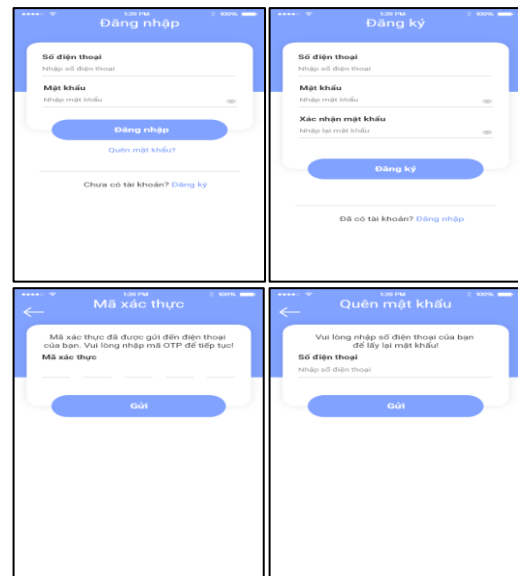 1:20 PM
100%
Đăng nhập
Số điện thoại
Nhập số điện thoại
Mật khẩu
Nhập mật khẩu
Đăng nhập
Quên mật khẩu?
Chưa có tài khoản? Đăng ký
1:20 PM
100%
Đăng ký
Số điện thoại
Nhập số điện thoại
Mật khẩu
Nhập mật khẩu
Xác nhận mật khẩu
Nhập lại mật khẩu
Đăng ký
Đã có tài khoản? Đăng nhập
1:20 PM
100%
Mã xác thực
Mã xác thực đã được gửi đến điện thoại
của bạn. Vui lòng nhập mã OTP để tiếp tục!
Mã xác thực
Gửi
1:20 PM
100%
Quên mật khẩu
Vui lòng nhập số điện thoại của bạn
để lấy lại mật khẩu!
Số điện thoại
Nhập số điện thoại
Gửi